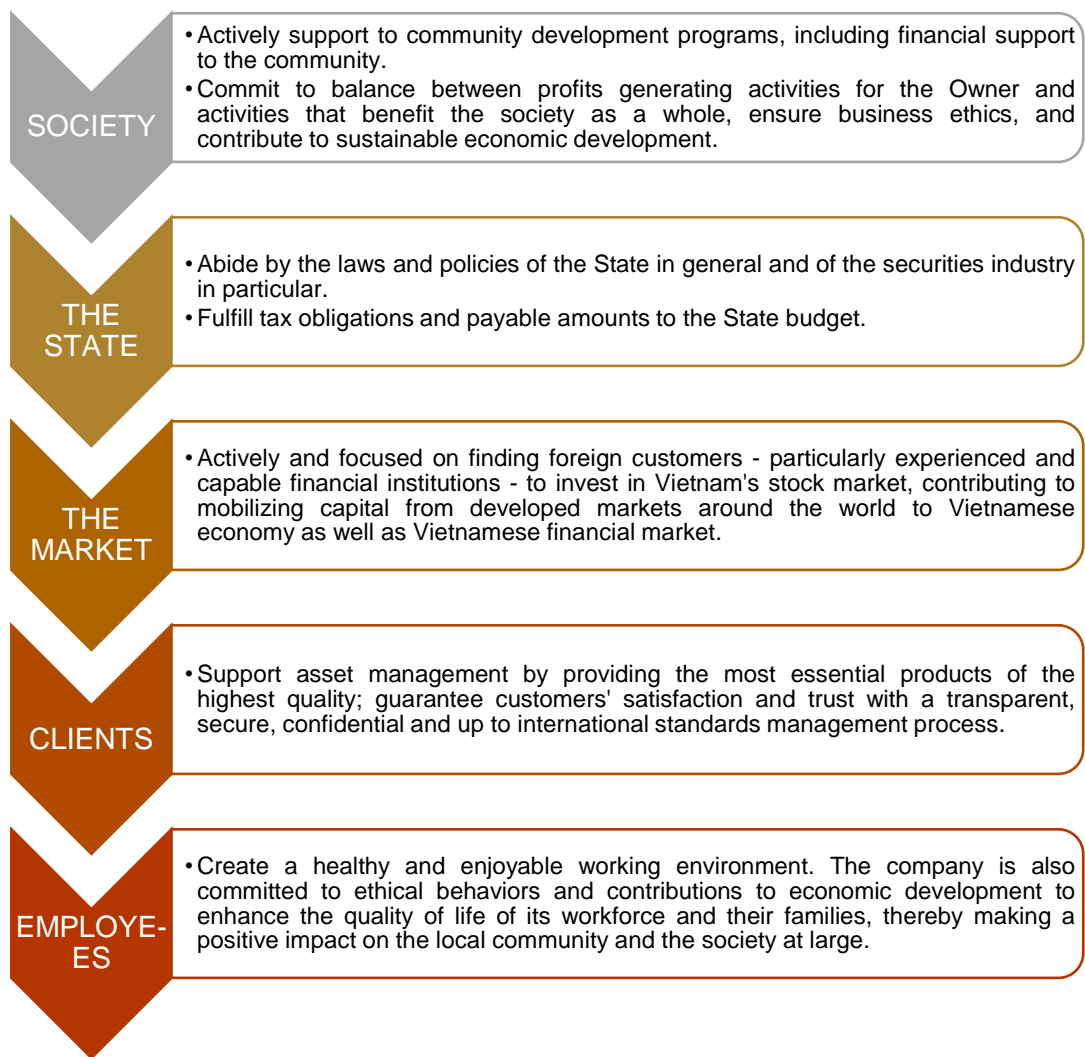 SOCIETY
• Actively support to community development programs, including financial support
to the community.
• Commit to balance between profits generating activities for the Owner and
activities that benefit the society as a whole, ensure business ethics, and
contribute to sustainable economic development.
THE
STATE
• Abide by the laws and policies of the State in general and of the securities industry
in particular.
• Fulfill tax obligations and payable amounts to the State budget.
THE
MARKET
• Actively and focused on finding foreign customers - particularly experienced and
capable financial institutions - to invest in Vietnam's stock market, contributing to
mobilizing capital from developed markets around the world to Vietnamese
economy as well as Vietnamese financial market.
CLIENTS
• Support asset management by providing the most essential products of the
highest quality; guarantee customers' satisfaction and trust with a transparent,
secure, confidential and up to international standards management process.
EMPLOYE-
ES
• Create a healthy and enjoyable working environment. The company is also
committed to ethical behaviors and contributions to economic development to
enhance the quality of life of its workforce and their families, thereby making a
positive impact on the local community and the society at large.